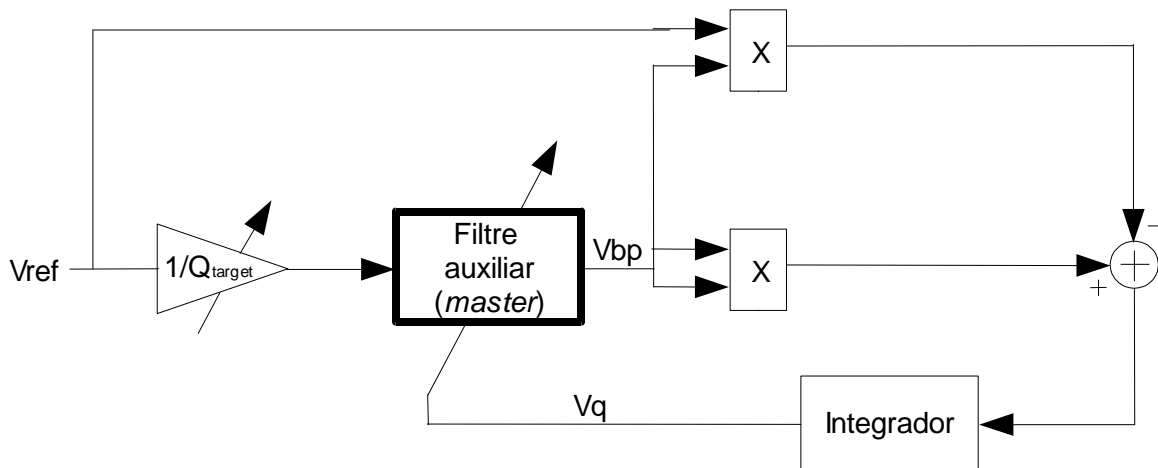 X
Filtre
auxiliar
(master)
Vref
1/Qtarget
Vbp
X
−
+
+
Vq
Integrador